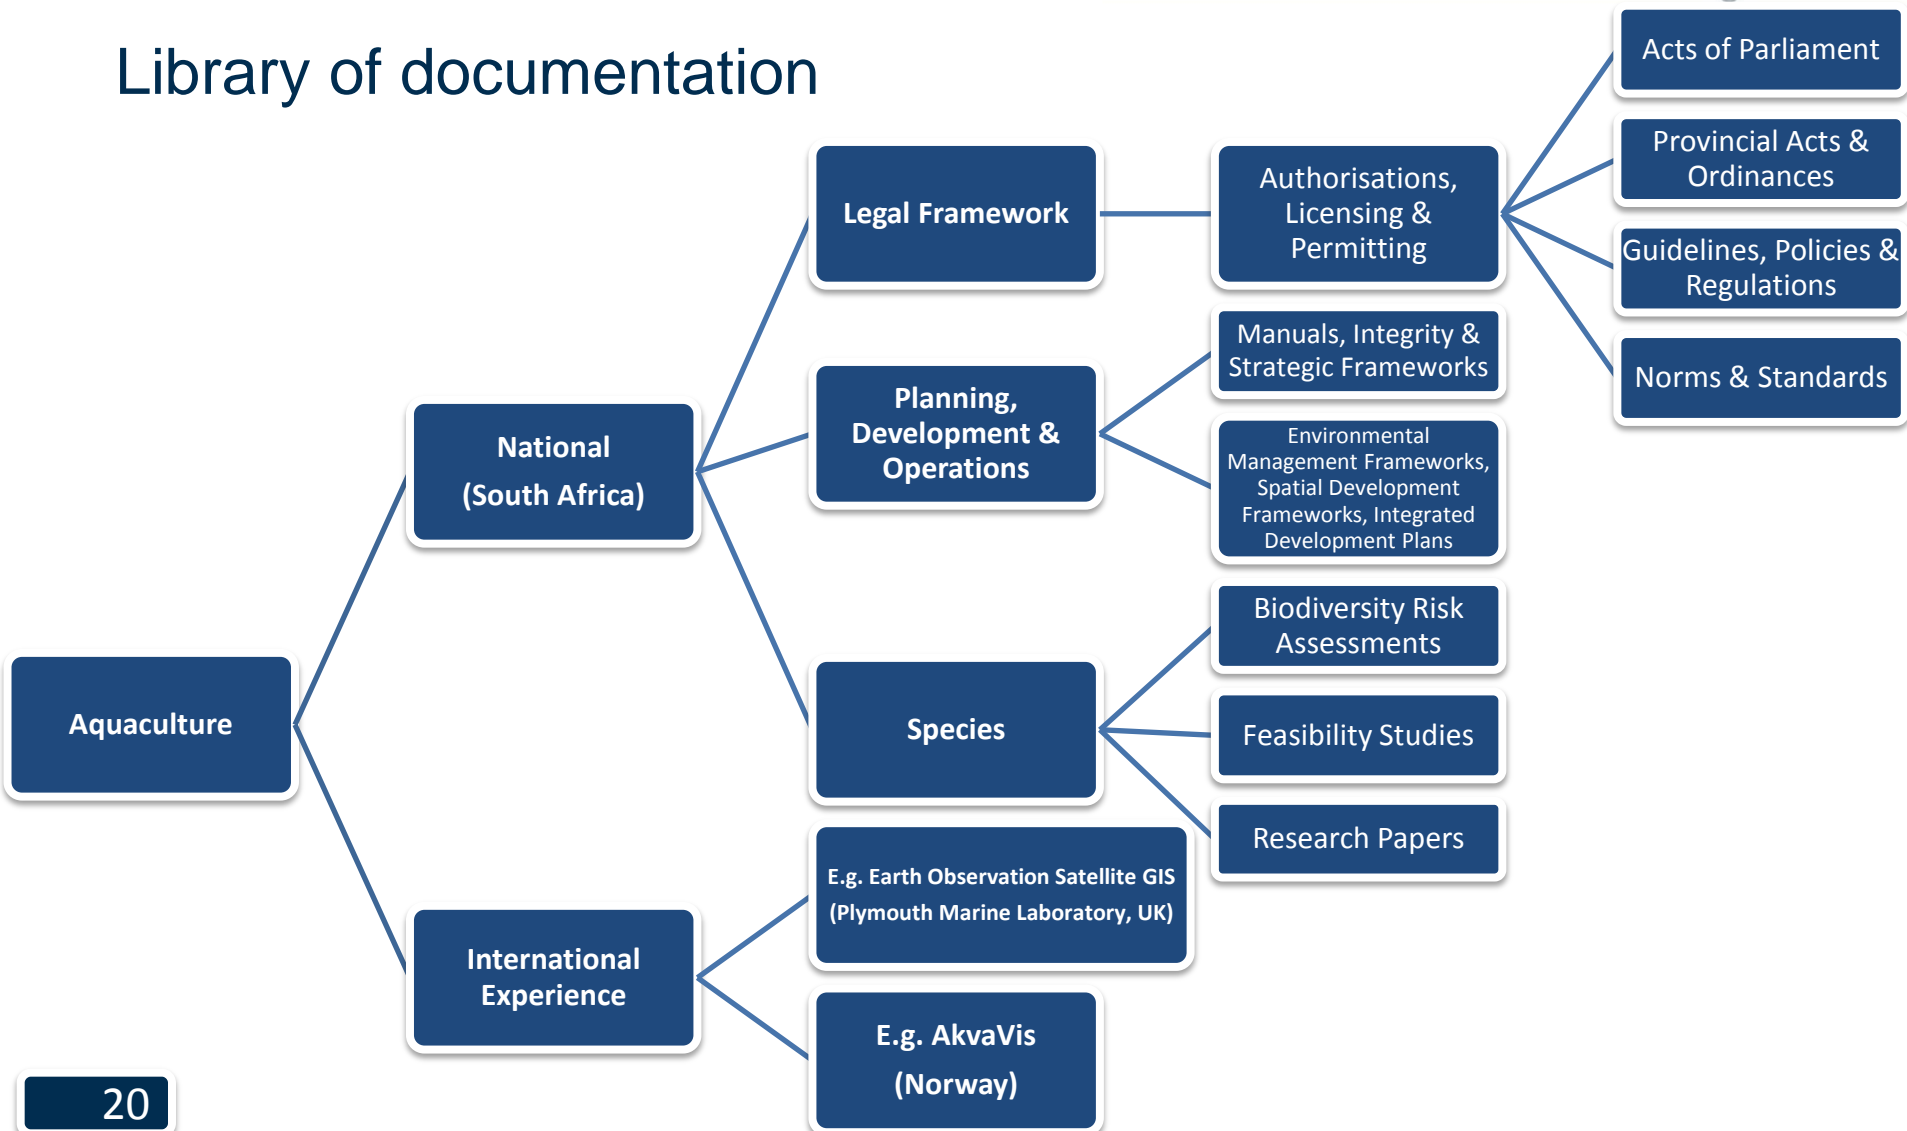 Library of documentation
Aquaculture
National
(South Africa)
International
Experience
Legal Framework
Planning,
Development &
Operations
Species
E.g. Earth Observation Satellite GIS
(Plymouth Marine Laboratory, UK)
E.g. AkvaVis
(Norway)
Authorisations,
Licensing &
Permitting
Manuals, Integrity &
Strategic Frameworks
Environmental
Management Frameworks,
Spatial Development
Frameworks, Integrated
Development Plans
Biodiversity Risk
Assessments
Feasibility Studies
Research Papers
Acts of Parliament
Provincial Acts &
Ordinances
Guidelines, Policies &
Regulations
Norms & Standards
20